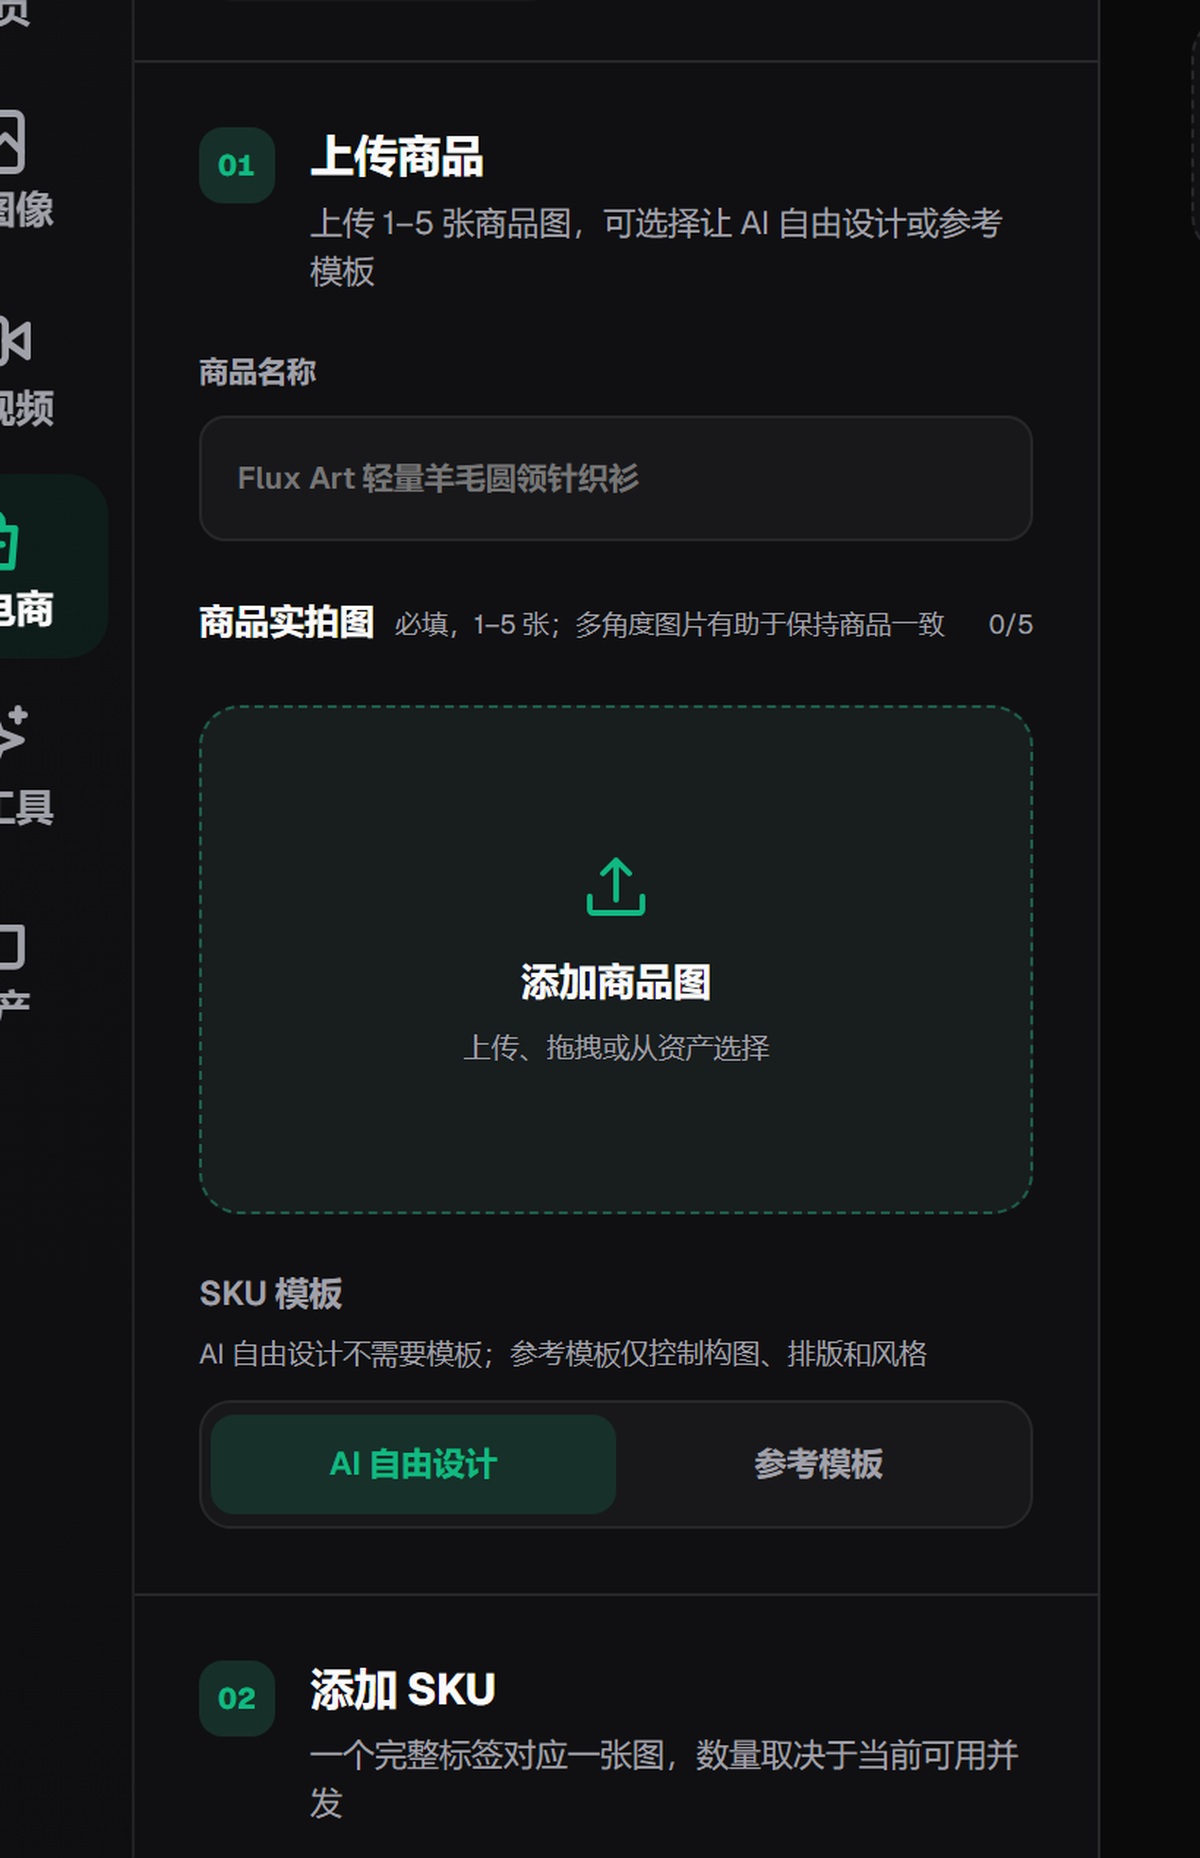 页
图像
视频
电商
工具
产
01
上传商品
上传 1–5 张商品图，可选择让 AI 自由设计或参考
模板
商品名称
Flux Art 轻量羊毛圆领针织衫
商品实拍图 必填，1–5 张；多角度图片有助于保持商品一致 0/5
添加商品图
上传、拖拽或从资产选择
SKU 模板
AI 自由设计不需要模板；参考模板仅控制构图、排版和风格
AI 自由设计 参考模板
02
添加 SKU
一个完整标签对应一张图，数量取决于当前可用并
发